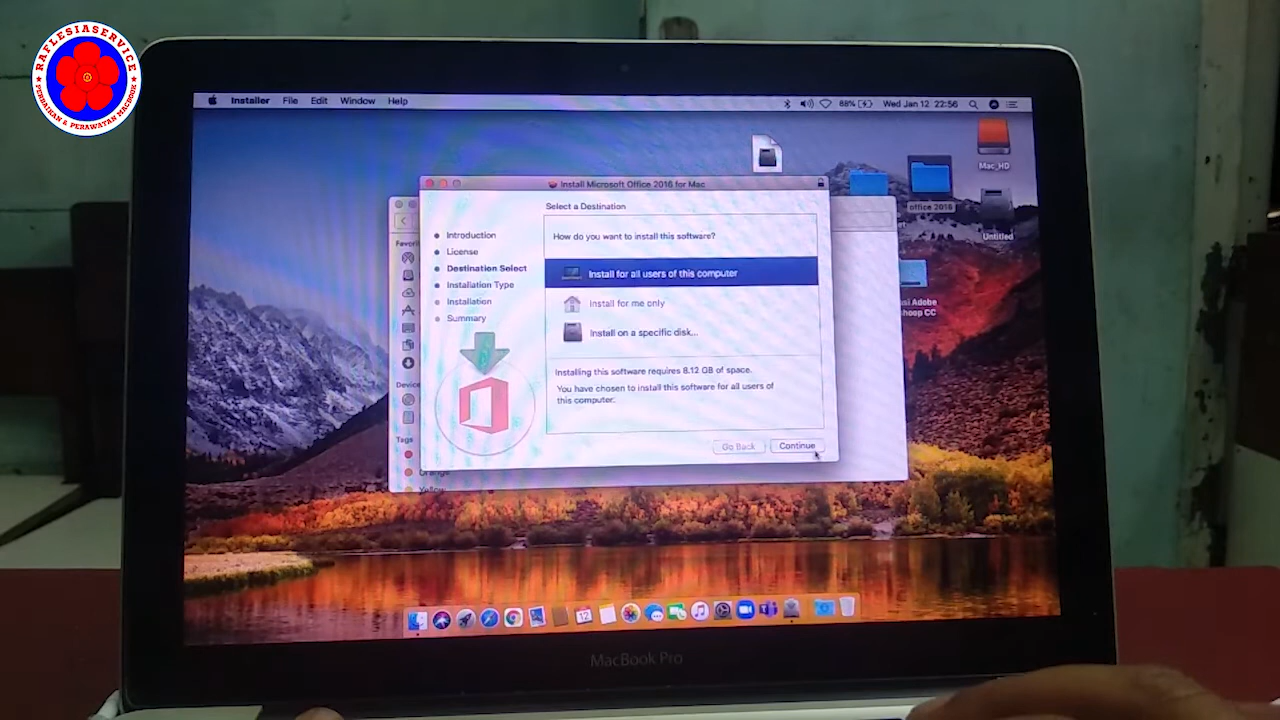 RAFLESIASERVICE
PERBAIKAN & PERAWATAN MACBOOK
Installer File Edit Window Help
88% Wed Jan 12 22:56
Mac_HD
office 2016
Untitled
Adobe
CC
Install Microsoft Office 2016 for Mac
Select a Destination
Introduction
License
Destination Select
Installation Type
Installation
Summary
How do you want to install this software?
Install for all users of this computer
Install for me only
Install on a specific disk...
Installing this software requires 8.12 GB of space.
You have chosen to install this software for all users of
this computer.
Go Back Continue
Favori
Device
Tags
Orange
Yellow
12
MacBook Pro